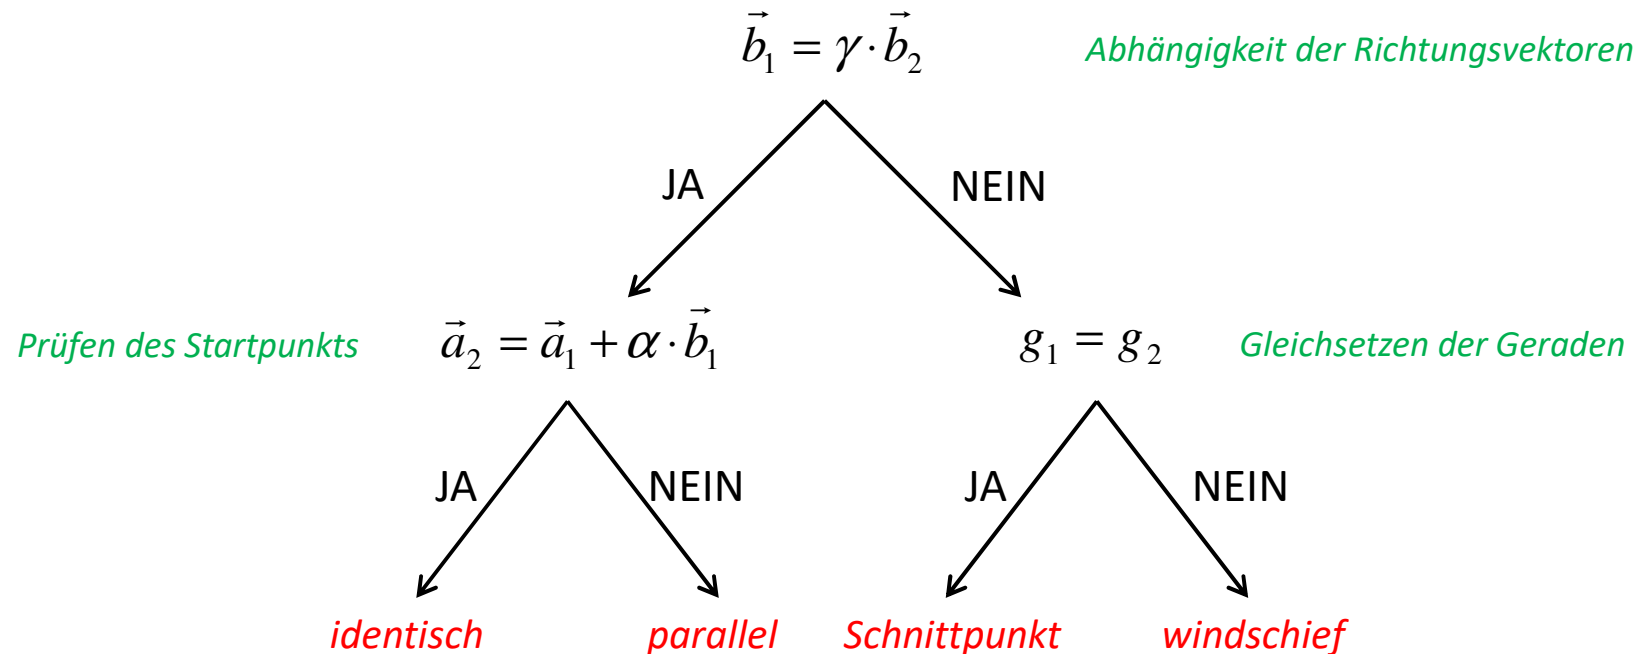 b⃗₁ = γ · b⃗₂ Abhängigkeit der Richtungsvektoren
JA NEIN
Prüfen des Startpunkts a⃗₂ = a⃗₁ + α · b⃗₁ g₁ = g₂ Gleichsetzen der Geraden
JA NEIN JA NEIN
identisch parallel Schnittpunkt windschief